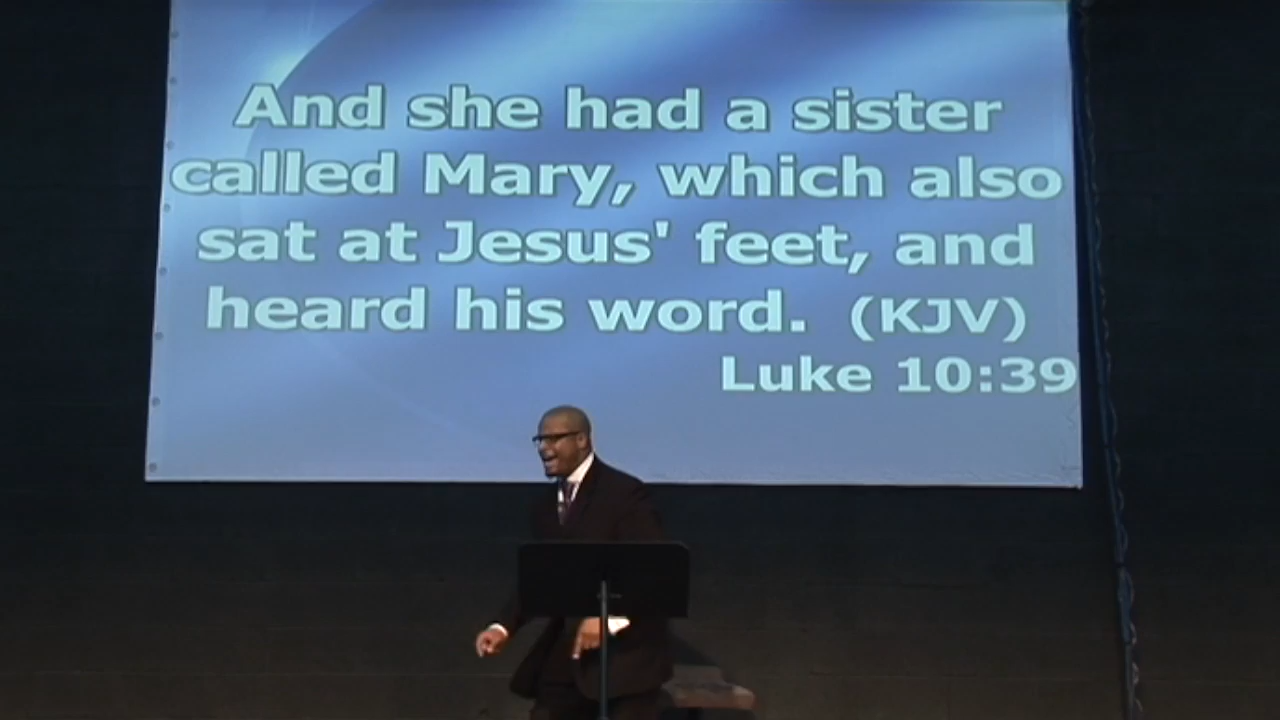 And she had a sister
called Mary, which also
sat at Jesus' feet, and
heard his word. (KJV)
Luke 10:39